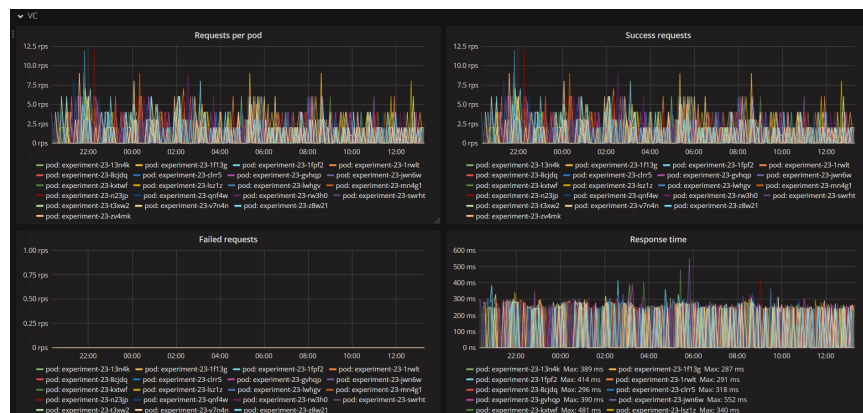 VC
Requests per pod
12.5 rps
10.0 rps
7.5 rps
5.0 rps
2.5 rps
0 rps
22:00 00:00 02:00 04:00 06:00 08:00 10:00 12:00
pod: experiment-23-13n4k pod: experiment-23-1f13g pod: experiment-23-1fpf2 pod: experiment-23-1rwlt
pod: experiment-23-8cjdq pod: experiment-23-clrr5 pod: experiment-23-gvhqp pod: experiment-23-jwn6w
pod: experiment-23-kxtwf pod: experiment-23-lsz1z pod: experiment-23-lwhgv pod: experiment-23-mn4g1
pod: experiment-23-n23jp pod: experiment-23-qnf4w pod: experiment-23-rw3h0 pod: experiment-23-swrht
pod: experiment-23-t3xw2 pod: experiment-23-v7n4n pod: experiment-23-z8w21
pod: experiment-23-zv4mk
Success requests
12.5 rps
10.0 rps
7.5 rps
5.0 rps
2.5 rps
0 rps
22:00 00:00 02:00 04:00 06:00 08:00 10:00 12:00
pod: experiment-23-13n4k pod: experiment-23-1f13g pod: experiment-23-1fpf2 pod: experiment-23-1rwlt
pod: experiment-23-8cjdq pod: experiment-23-clrr5 pod: experiment-23-gvhqp pod: experiment-23-jwn6w
pod: experiment-23-kxtwf pod: experiment-23-lsz1z pod: experiment-23-lwhgv pod: experiment-23-mn4g1
pod: experiment-23-n23jp pod: experiment-23-qnf4w pod: experiment-23-rw3h0 pod: experiment-23-swrht
pod: experiment-23-t3xw2 pod: experiment-23-v7n4n pod: experiment-23-z8w21
pod: experiment-23-zv4mk
Failed requests
1.00 rps
0.75 rps
0.50 rps
0.25 rps
0 rps
22:00 00:00 02:00 04:00 06:00 08:00 10:00 12:00
pod: experiment-23-13n4k pod: experiment-23-1f13g pod: experiment-23-1fpf2 pod: experiment-23-1rwlt
pod: experiment-23-8cjdq pod: experiment-23-clrr5 pod: experiment-23-gvhqp pod: experiment-23-jwn6w
pod: experiment-23-kxtwf pod: experiment-23-lsz1z pod: experiment-23-lwhgv pod: experiment-23-mn4g1
pod: experiment-23-n23jp pod: experiment-23-qnf4w pod: experiment-23-rw3h0 pod: experiment-23-swrht
pod: experiment-23-t3xw2 pod: experiment-23-v7n4n pod: experiment-23-z8w21
Response time
600 ms
500 ms
400 ms
300 ms
200 ms
100 ms
0 ns
22:00 00:00 02:00 04:00 06:00 08:00 10:00 12:00
pod: experiment-23-13n4k Max: 389 ms pod: experiment-23-1f13g Max: 287 ms
pod: experiment-23-1fpf2 Max: 414 ms pod: experiment-23-1rwlt Max: 291 ms
pod: experiment-23-8cjdq Max: 296 ms pod: experiment-23-clrr5 Max: 318 ms
pod: experiment-23-gvhqp Max: 390 ms pod: experiment-23-jwn6w Max: 552 ms
pod: experiment-23-kxtwf Max: 481 ms pod: experiment-23-lsz1z Max: 340 ms